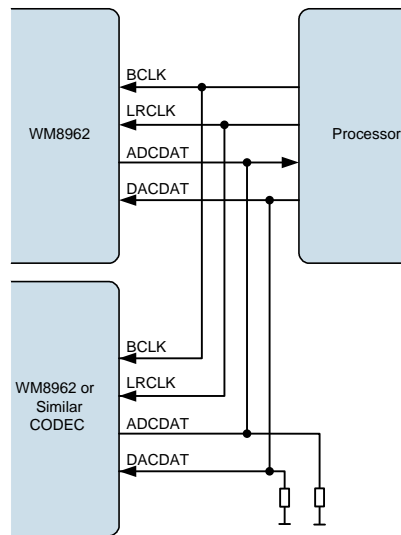 BCLK
LRCLK
WM8962
Processor
ADCDAT
DACDAT
BCLK
WM8962 or
Similar
CODEC
LRCLK
ADCDAT
DACDAT